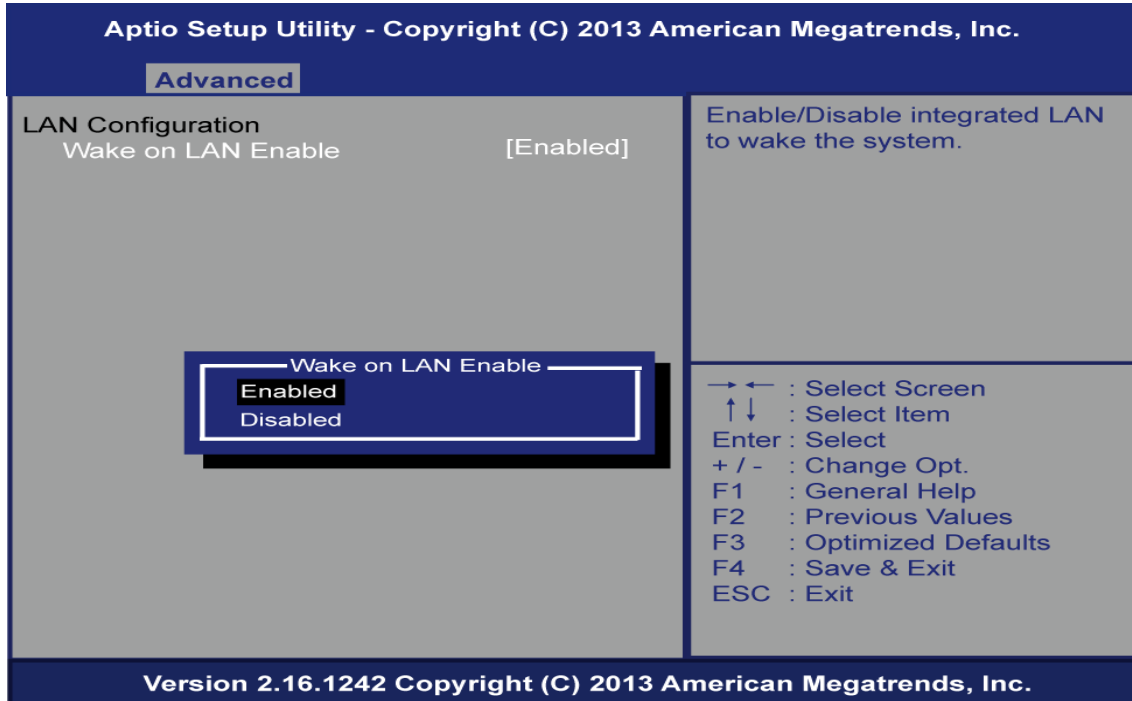 Aptio Setup Utility - Copyright (C) 2013 American Megatrends, Inc.
Advanced
LAN Configuration
Wake on LAN Enable [Enabled]
Enable/Disable integrated LAN
to wake the system.
Wake on LAN Enable
Enabled
Disabled
→ ← : Select Screen
↑ ↓ : Select Item
Enter : Select
+ / - : Change Opt.
F1 : General Help
F2 : Previous Values
F3 : Optimized Defaults
F4 : Save & Exit
ESC : Exit
Version 2.16.1242 Copyright (C) 2013 American Megatrends, Inc.